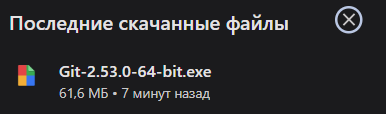 Последние скачанные файлы
Git-2.53.0-64-bit.exe
61,6 МБ • 7 минут назад